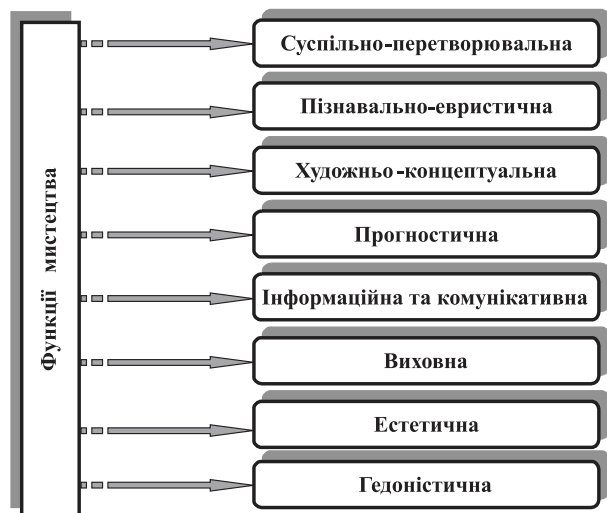 Функції мистецтва
Суспільно-перетворювальна
Пізнавально-евристична
Художньо-концептуальна
Прогностична
Інформаційна та комунікативна
Виховна
Естетична
Гедоністична